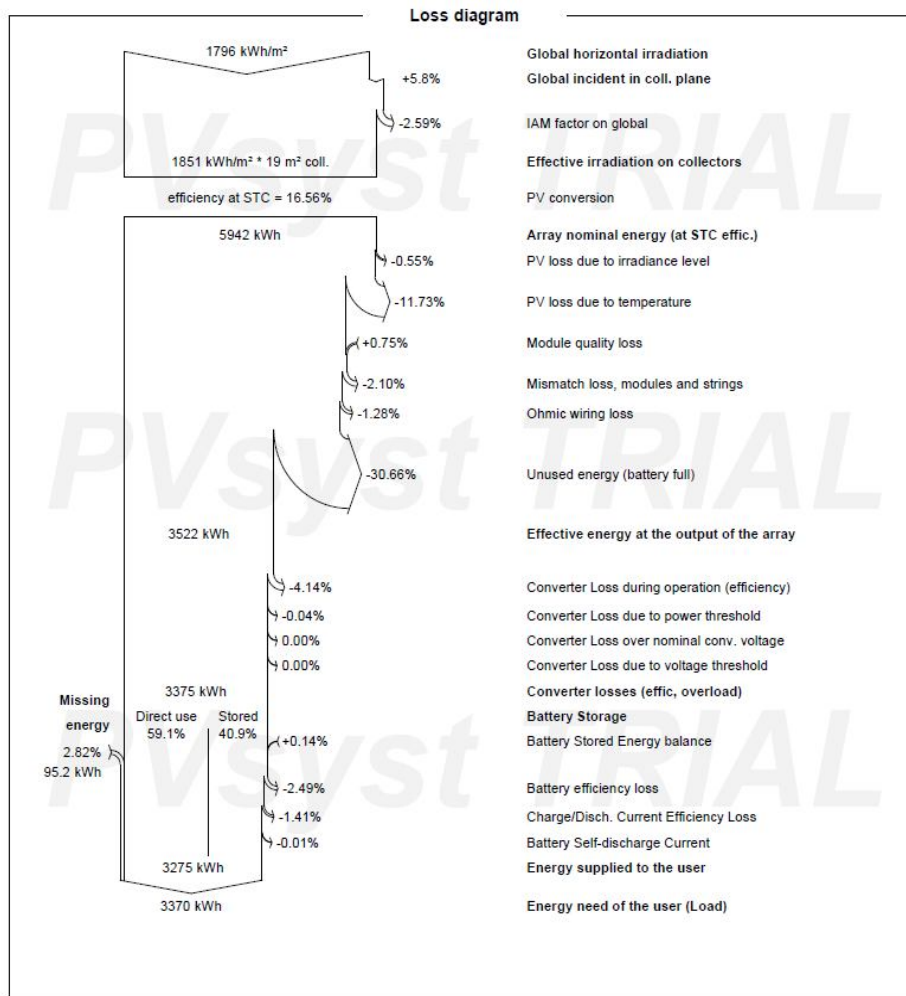 Loss diagram
1796 kWh/m² Global horizontal irradiation
+5.8% Global incident in coll. plane
-2.59% IAM factor on global
PVsyst TRIAL
1851 kWh/m² * 19 m² coll. Effective irradiation on collectors
efficiency at STC = 16.56% PV conversion
5942 kWh Array nominal energy (at STC effic.)
-0.55% PV loss due to irradiance level
-11.73% PV loss due to temperature
+0.75% Module quality loss
-2.10% Mismatch loss, modules and strings
-1.28% Ohmic wiring loss
PVsyst TRIAL
-30.66% Unused energy (battery full)
3522 kWh Effective energy at the output of the array
-4.14% Converter Loss during operation (efficiency)
-0.04% Converter Loss due to power threshold
0.00% Converter Loss over nominal conv. voltage
0.00% Converter Loss due to voltage threshold
3375 kWh Converter losses (effic, overload)
Missing
energy
Direct use Stored Battery Storage
59.1% 40.9%
+0.14% Battery Stored Energy balance
2.82%
95.2 kWh
PVsyst TRIAL
-2.49% Battery efficiency loss
-1.41% Charge/Disch. Current Efficiency Loss
-0.01% Battery Self-discharge Current
3275 kWh Energy supplied to the user
3370 kWh Energy need of the user (Load)